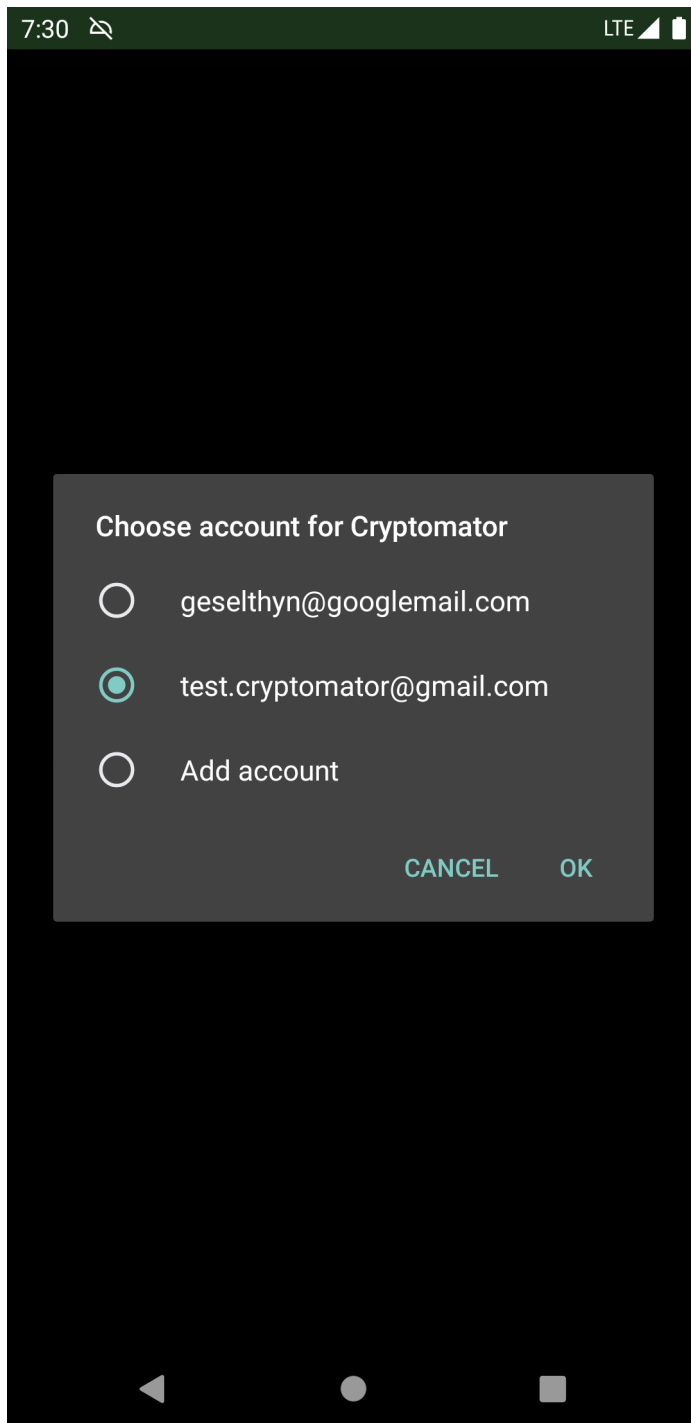 7:30 LTE
Choose account for Cryptomator
geselthyn@googlemail.com
test.cryptomator@gmail.com
Add account
CANCEL OK